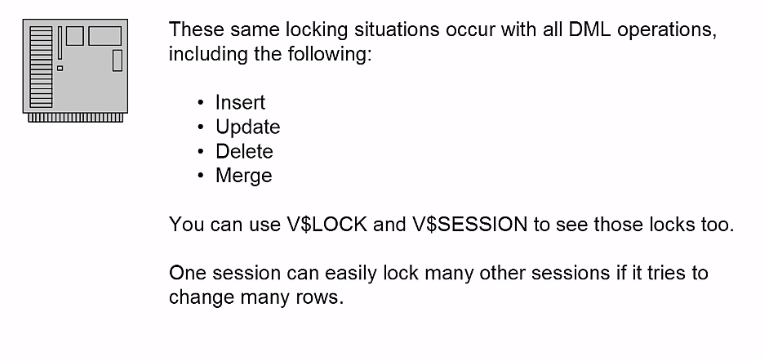 These same locking situations occur with all DML operations,
including the following:
• Insert
• Update
• Delete
• Merge
You can use V$LOCK and V$SESSION to see those locks too.
One session can easily lock many other sessions if it tries to
change many rows.